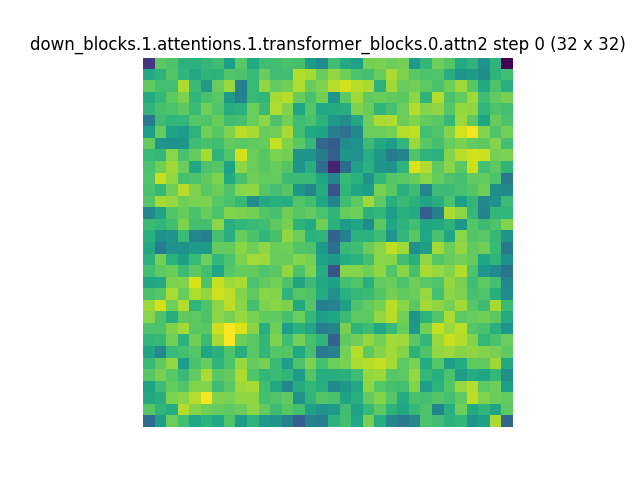 down_blocks.1.attentions.1.transformer_blocks.0.attn2 step 0 (32 x 32)